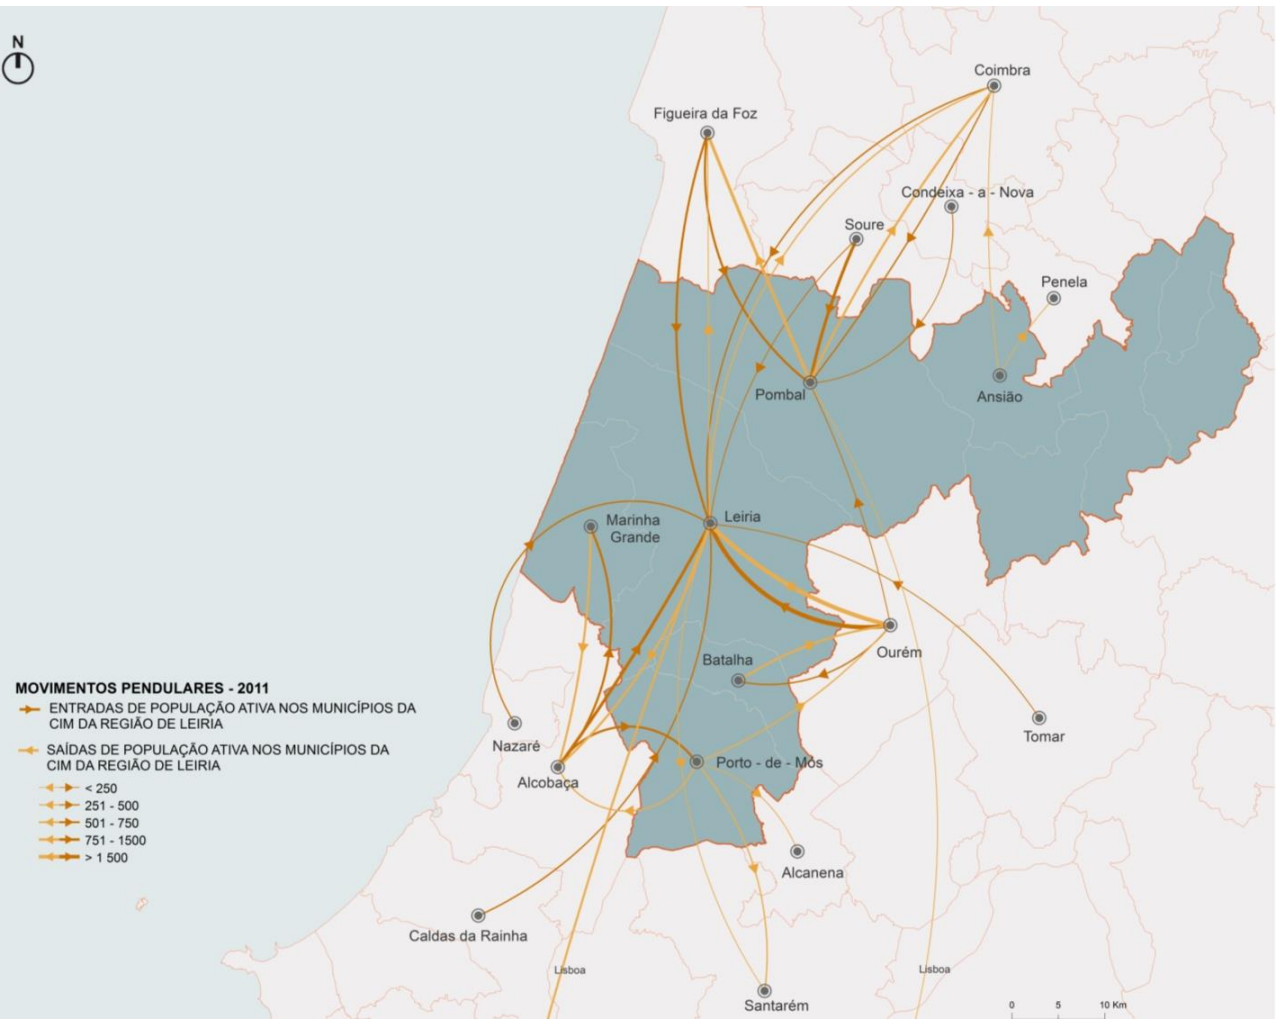 N
Coimbra
Figueira da Foz
Condeixa - a - Nova
Soure
Penela
Pombal
Ansião
Marinha
Grande
Leiria
Ourém
Batalha
Nazaré
Tomar
Alcobaça
Porto - de - Mós
Alcanena
Caldas da Rainha
Lisboa
Lisboa
Santarém
MOVIMENTOS PENDULARES - 2011
ENTRADAS DE POPULAÇÃO ATIVA NOS MUNICÍPIOS DA
CIM DA REGIÃO DE LEIRIA
SAÍDAS DE POPULAÇÃO ATIVA NOS MUNICÍPIOS DA
CIM DA REGIÃO DE LEIRIA
< 250
251 - 500
501 - 750
751 - 1500
> 1 500
0 5 10 Km